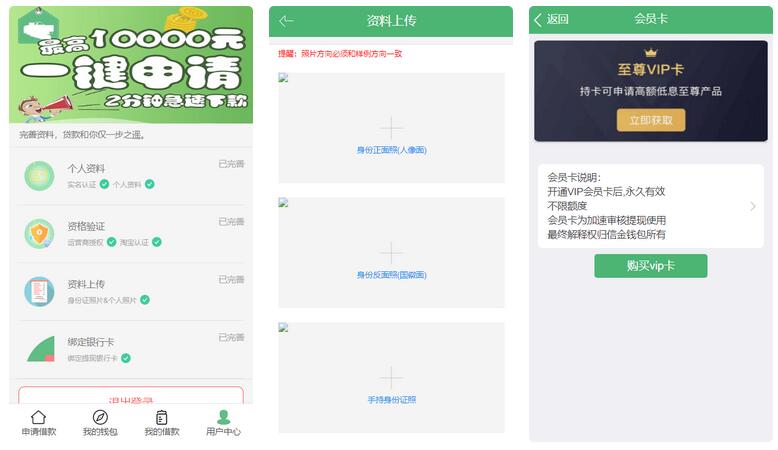 最高10000元
一键申请
2分钟急速下款
完善资料，贷款和你一步之遥。
个人资料
已完善
实名认证 个人资料
资格验证
已完善
运营商授权 淘宝认证
资料上传
已完善
身份证照片&个人照片
绑定银行卡
已完善
绑定提现银行卡
退出登录
申请借款 我的钱包 我的借款 用户中心
资料上传
提醒：照片方向必须和样例方向一致
身份正面照(人像面)
身份反面照(国徽面)
手持身份证照
返回 会员卡
至尊VIP卡
持卡可申请高额低息至尊产品
立即获取
会员卡说明：
开通VIP会员卡后,永久有效
不限额度
会员卡为加速审核提现使用
最终解释权归信金钱包所有
购买vip卡